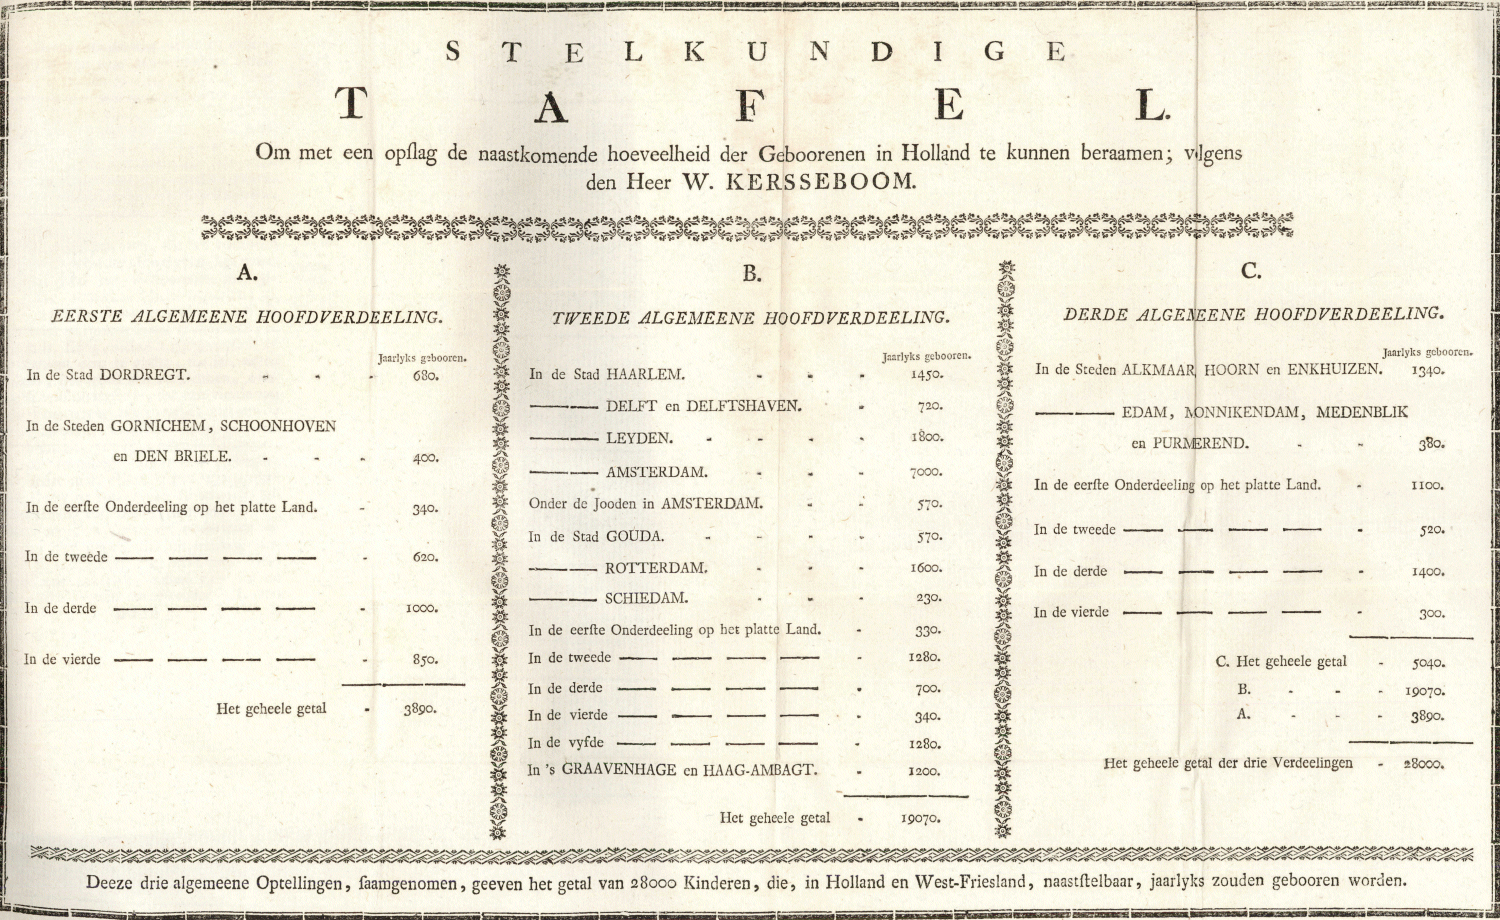 STELKUNDIGE
TAFEL.
Om met een opſlag de naastkomende hoeveelheid der Geboorenen in Holland te kunnen beraamen; volgens
den Heer W. KERSSEBOOM.
A.
EERSTE ALGEMEENE HOOFDVERDEELING.
Jaarlyks gebooren.
In de Stad DORDREGT. - - - 680.
In de Steden GORNICHEM, SCHOONHOVEN
en DEN BRIELE. - - - 400.
In de eerſte Onderdeeling op het platte Land. - 340.
In de tweede — — — — - 620.
In de derde — — — — - 1000.
In de vierde — — — — - 850.
Het geheele getal - 3890.
B.
TWEEDE ALGEMEENE HOOFDVERDEELING.
Jaarlyks gebooren.
In de Stad HAARLEM. - - - 1450.
—— DELFT en DELFTSHAVEN. - 720.
—— LEYDEN. - - - - 1800.
—— AMSTERDAM. - - - 7000.
Onder de Jooden in AMSTERDAM. - - 570.
In de Stad GOUDA. - - - - 570.
—— ROTTERDAM. - - - 1600.
—— SCHIEDAM. - - - 230.
In de eerſte Onderdeeling op het platte Land. - 330.
In de tweede — — — — - 1280.
In de derde — — — — - 700.
In de vierde — — — — - 340.
In de vyfde — — — — - 1280.
In 's GRAAVENHAGE en HAAG-AMBAGT. - 1200.
Het geheele getal - 19070.
C.
DERDE ALGEMEENE HOOFDVERDEELING.
Jaarlyks gebooren.
In de Steden ALKMAAR, HOORN en ENKHUIZEN. 1340.
—— EDAM, MONNIKENDAM, MEDENBLIK
en PURMEREND. - - 380.
In de eerſte Onderdeeling op het platte Land. - 1100.
In de tweede — — — — - 520.
In de derde — — — — - 1400.
In de vierde — — — — - 300.
C. Het geheele getal - 5040.
B. - - - 19070.
A. - - - 3890.
Het geheele getal der drie Verdeelingen - 28000.
Deeze drie algemeene Optellingen, ſaamgenomen, geeven het getal van 28000 Kinderen, die, in Holland en West-Friesland, naastſtelbaar, jaarlyks zouden gebooren worden.